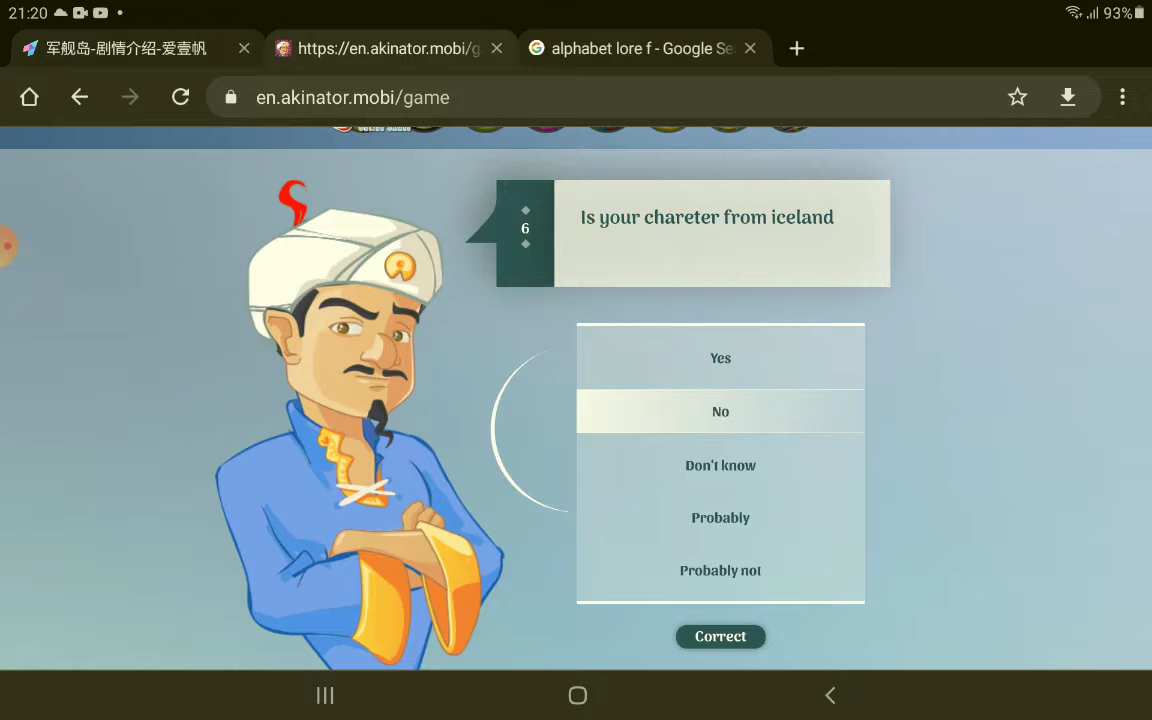 21:20
93%
军舰岛-剧情介绍-爱壹帆
https://en.akinator.mobi/g
alphabet lore f - Google Se
en.akinator.mobi/game
6
Is your chareter from iceland
Yes
No
Don't know
Probably
Probably not
Correct